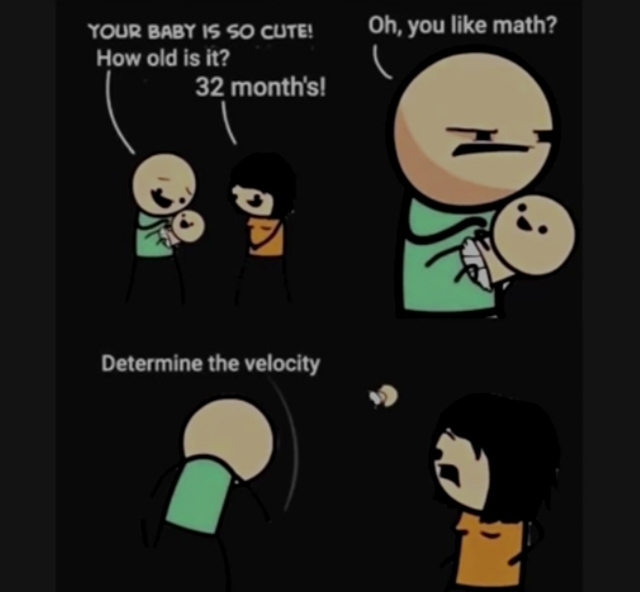 YOUR BABY IS SO CUTE!
How old is it?
32 month's!
Oh, you like math?
Determine the velocity